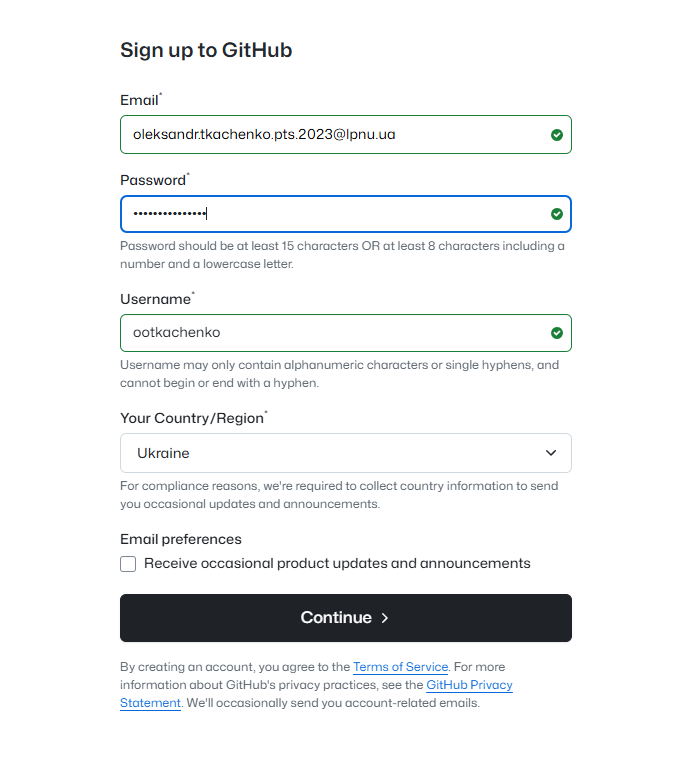 Sign up to GitHub
Email*
oleksandr.tkachenko.pts.2023@lpnu.ua
Password*
•••••••••••••••
Password should be at least 15 characters OR at least 8 characters including a
number and a lowercase letter.
Username*
ootkachenko
Username may only contain alphanumeric characters or single hyphens, and
cannot begin or end with a hyphen.
Your Country/Region*
Ukraine
For compliance reasons, we're required to collect country information to send
you occasional updates and announcements.
Email preferences
Receive occasional product updates and announcements
Continue
By creating an account, you agree to the Terms of Service. For more
information about GitHub's privacy practices, see the GitHub Privacy
Statement. We'll occasionally send you account-related emails.